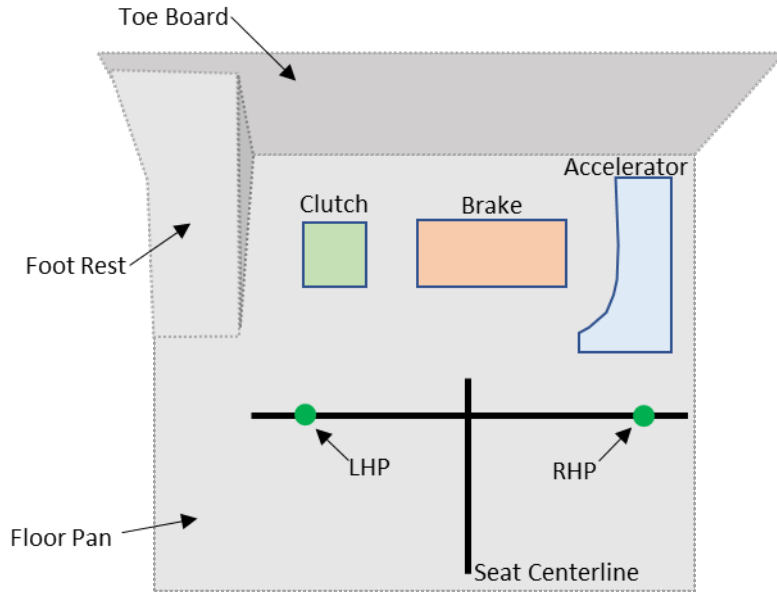 Toe Board
Accelerator
Clutch
Brake
Foot Rest
LHP
RHP
Floor Pan
Seat Centerline